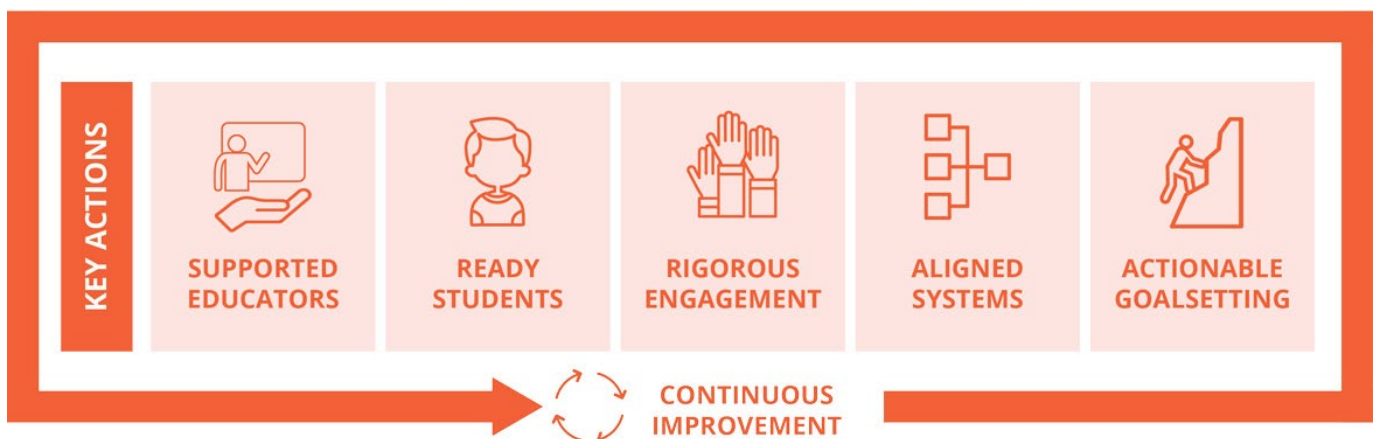 KEY ACTIONS
SUPPORTED
EDUCATORS
READY
STUDENTS
RIGOROUS
ENGAGEMENT
ALIGNED
SYSTEMS
ACTIONABLE
GOALSETTING
CONTINUOUS
IMPROVEMENT